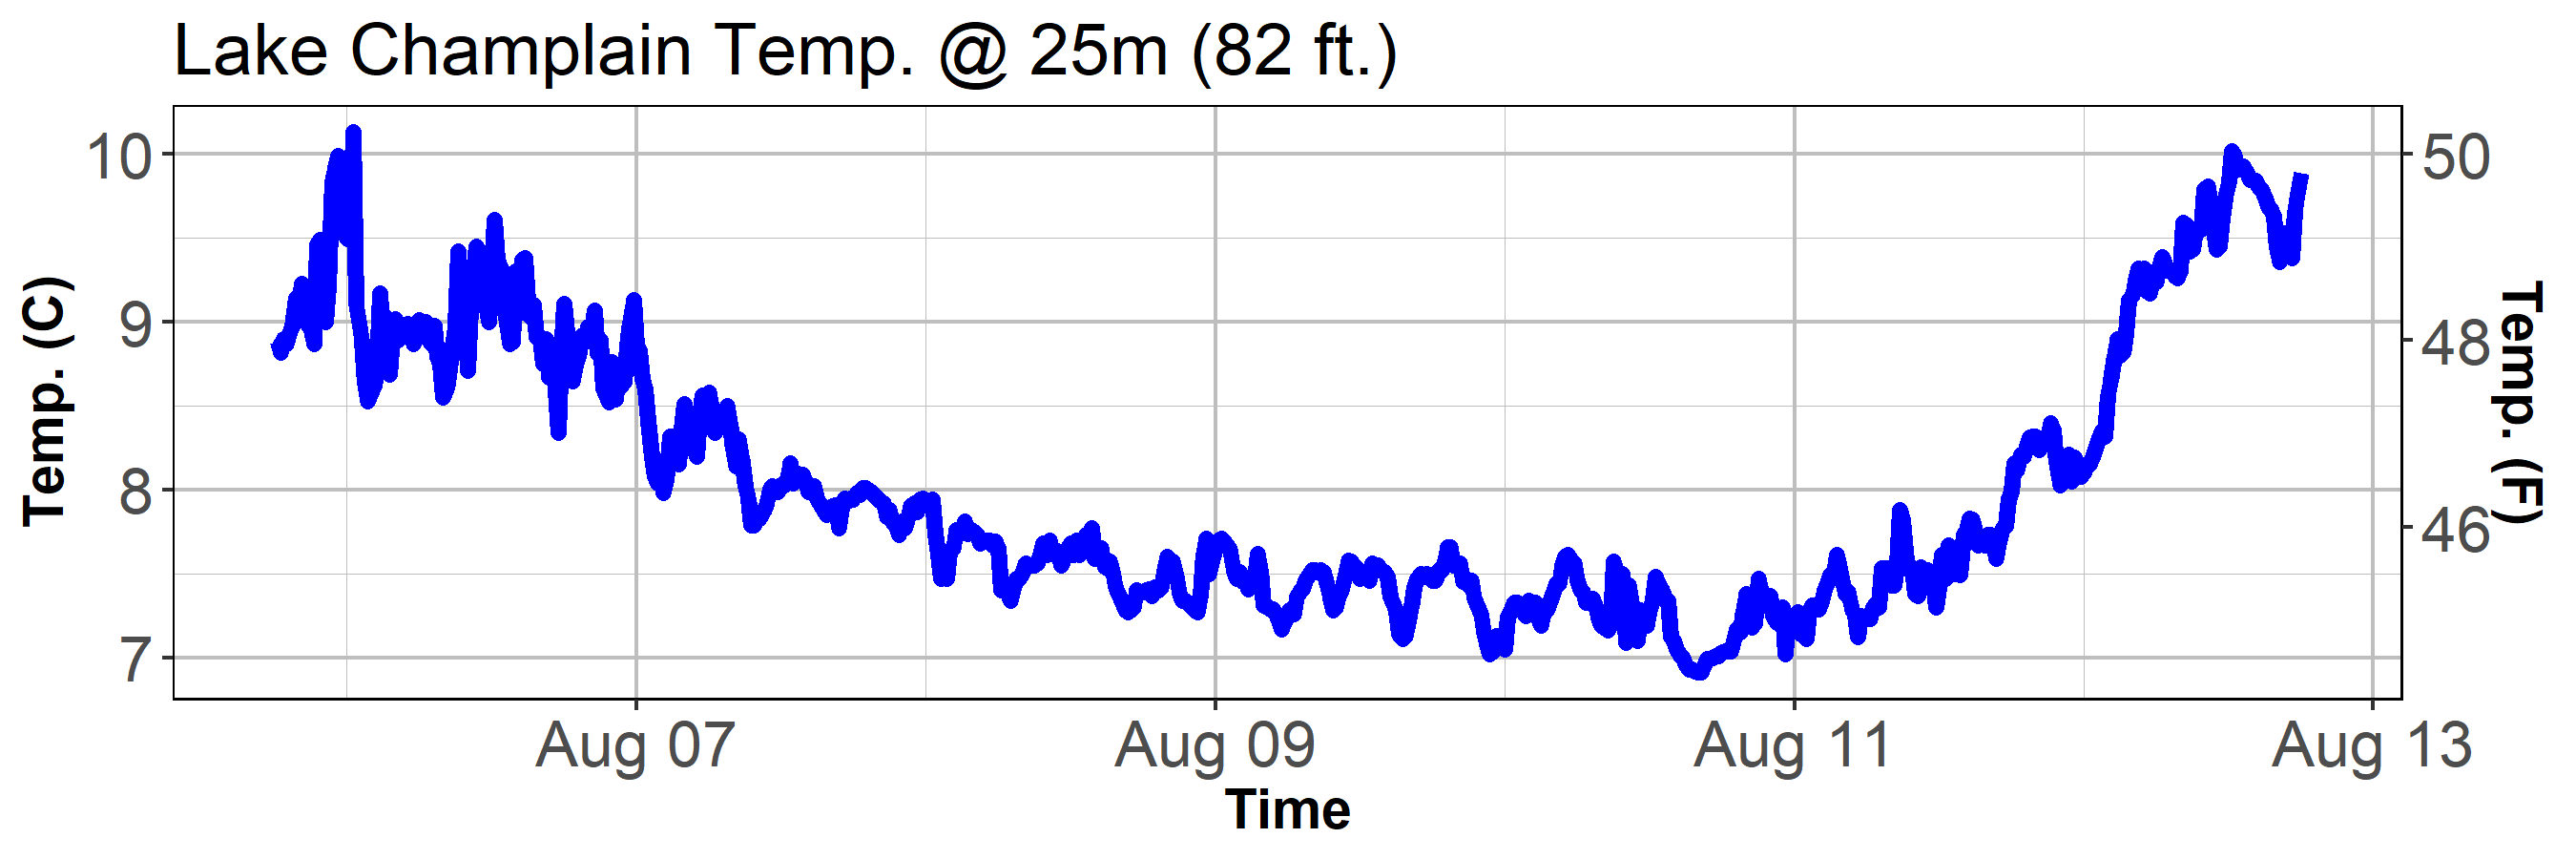 Lake Champlain Temp. @ 25m (82 ft.)
10
9
8
7
Temp. (C)
50
48
46
Temp. (F)
Aug 07
Aug 09
Aug 11
Aug 13
Time